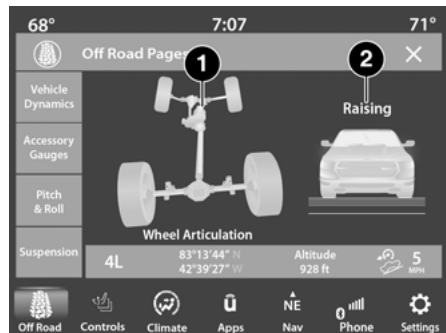 68° 7:07 71°
Off Road Pages
1
2
Vehicle
Dynamics
Raising
Accessory
Gauges
Pitch
& Roll
Suspension
Wheel Articulation
4L
83°13'44" N
42°39'27" W
Altitude
928 ft
5
MPH
Off Road Controls Climate Apps NE Nav Phone Settings